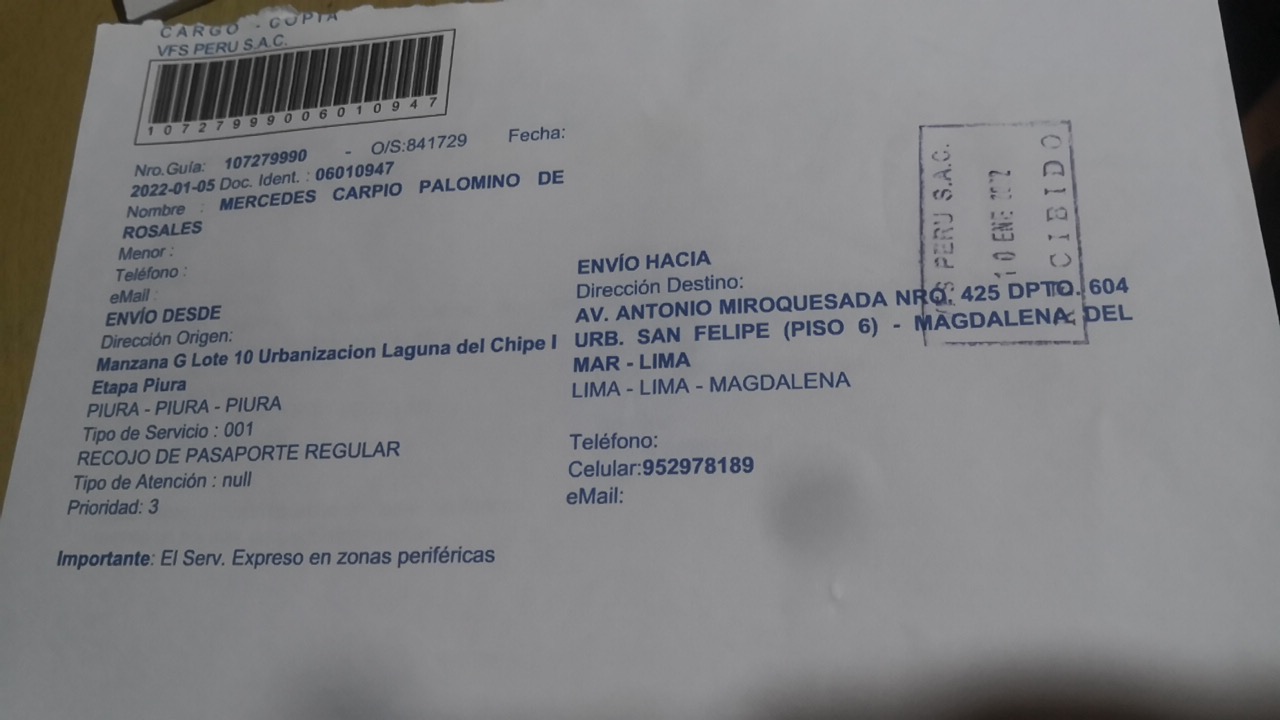 CARGO - COPIA
VFS PERU S.A.C.
10727999006010947
Nro.Guía: 107279990 - O/S:841729 Fecha:
2022-01-05 Doc. Ident. : 06010947
Nombre : MERCEDES CARPIO PALOMINO DE
ROSALES
Menor :
Teléfono :
eMail :
ENVÍO DESDE
Dirección Origen:
Manzana G Lote 10 Urbanizacion Laguna del Chipe I
Etapa Piura
PIURA - PIURA - PIURA
Tipo de Servicio : 001
RECOJO DE PASAPORTE REGULAR
Tipo de Atención : null
Prioridad: 3
Importante: El Serv. Expreso en zonas periféricas
ENVÍO HACIA
Dirección Destino:
AV. ANTONIO MIROQUESADA NRO. 425 DPTO. 604
URB. SAN FELIPE (PISO 6) - MAGDALENA DEL
MAR - LIMA
LIMA - LIMA - MAGDALENA
Teléfono:
Celular:952978189
eMail:
VFS PERU S.A.C.
10 ENE